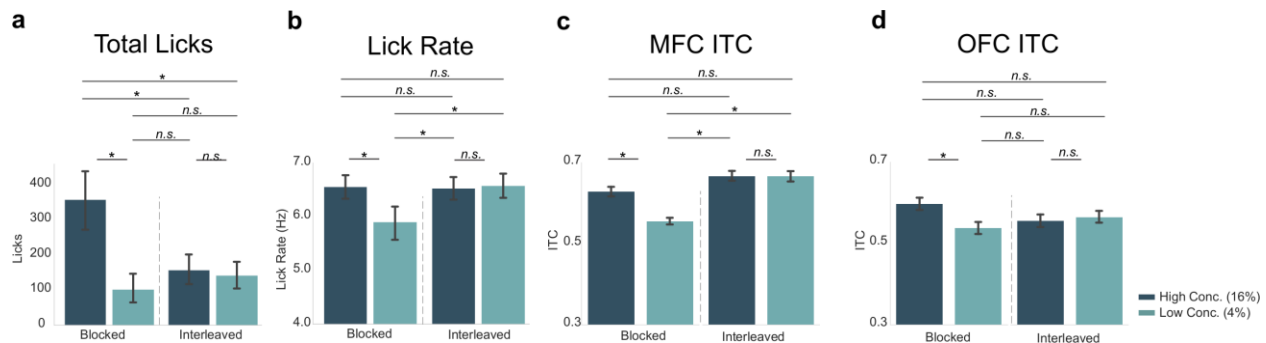 a
Total Licks
*
*
n.s.
n.s.
*
n.s.
400
300
200
100
0
Licks
Blocked
Interleaved
b
Lick Rate
n.s.
n.s.
*
*
*
n.s.
7.0
6.0
5.0
4.0
Lick Rate (Hz)
Blocked
Interleaved
c
MFC ITC
n.s.
n.s.
*
*
*
n.s.
0.7
0.5
0.3
ITC
Blocked
Interleaved
d
OFC ITC
n.s.
n.s.
n.s.
n.s.
*
n.s.
0.7
0.5
0.3
ITC
Blocked
Interleaved
High Conc. (16%)
Low Conc. (4%)